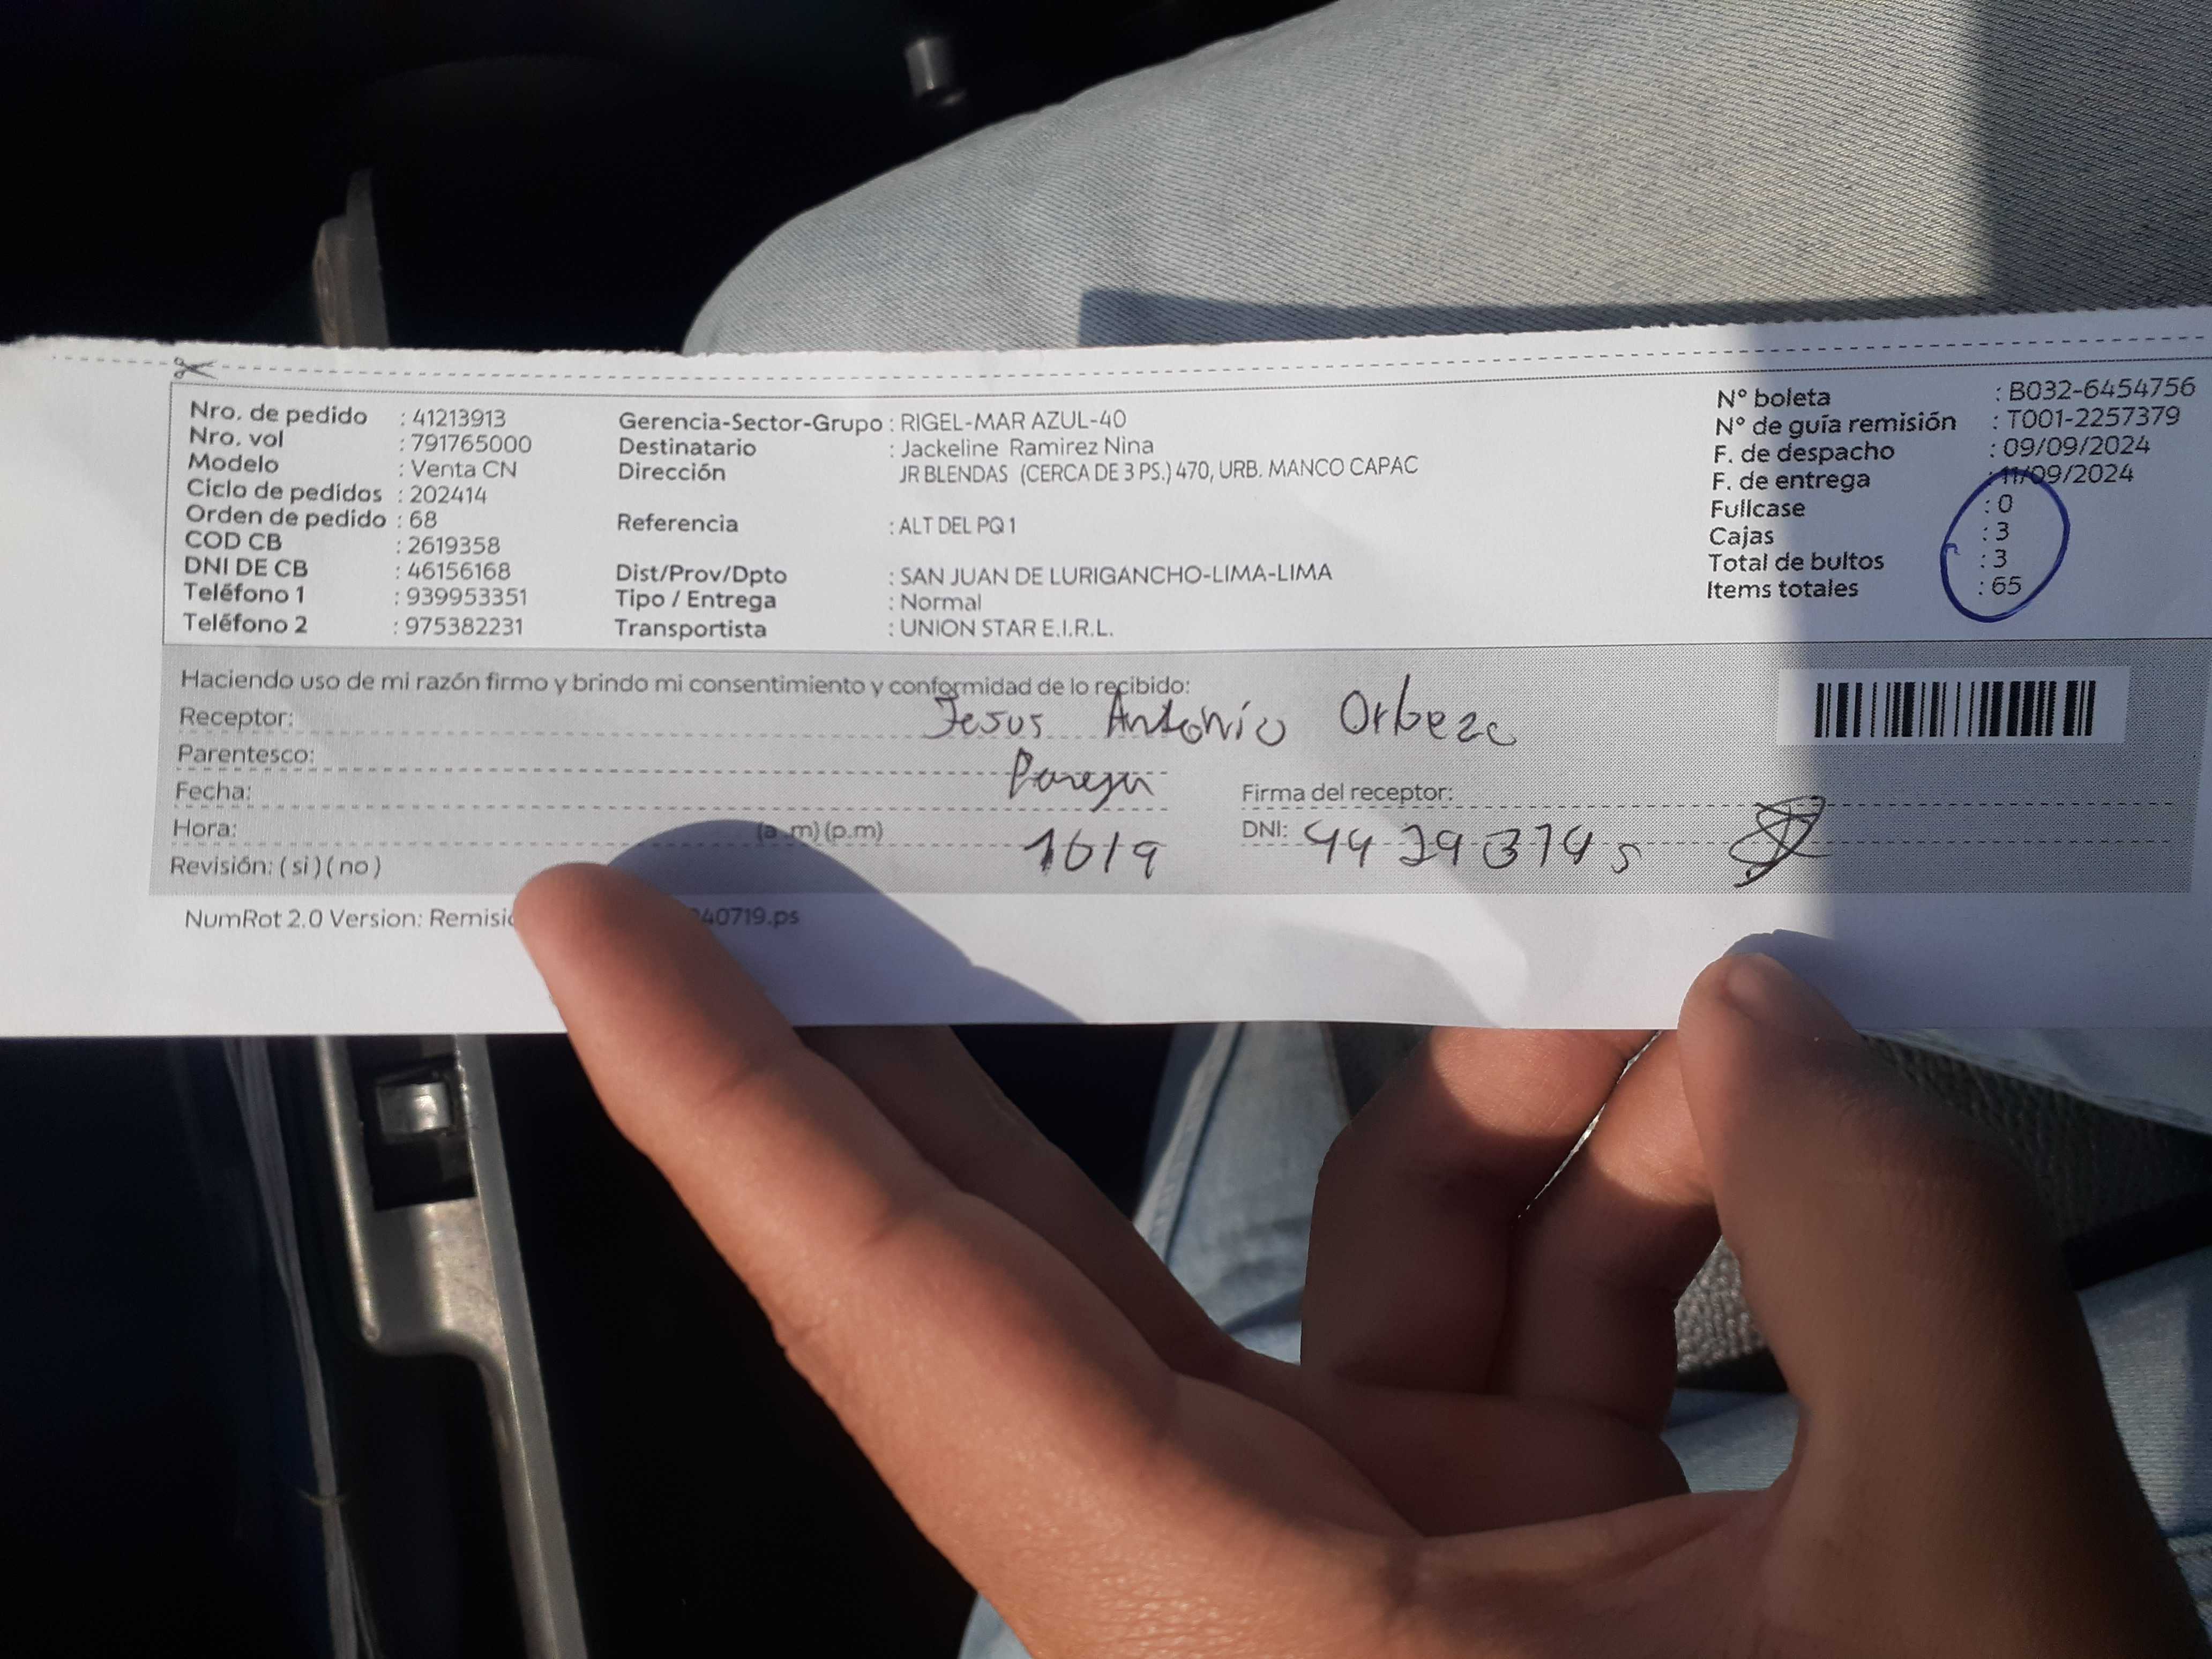 Nro. de pedido : 41213913
Nro. vol : 791765000
Modelo : Venta CN
Ciclo de pedidos : 202414
Orden de pedido : 68
COD CB : 2619358
DNI DE CB : 46156168
Teléfono 1 : 939953351
Teléfono 2 : 975382231
Gerencia-Sector-Grupo : RIGEL-MAR AZUL-40
Destinatario : Jackeline Ramirez Nina
Dirección JR BLENDAS (CERCA DE 3 PS.) 470, URB. MANCO CAPAC
Referencia : ALT DEL PQ 1
Dist/Prov/Dpto : SAN JUAN DE LURIGANCHO-LIMA-LIMA
Tipo / Entrega : Normal
Transportista : UNION STAR E.I.R.L.
N° boleta : B032-6454756
N° de guía remisión : T001-2257379
F. de despacho : 09/09/2024
F. de entrega : 11/09/2024
Fullcase : 0
Cajas : 3
Total de bultos : 3
Items totales : 65
Haciendo uso de mi razón firmo y brindo mi consentimiento y conformidad de lo recibido:
Receptor: Jesus Antonio Orbezo
Parentesco: Pareja
Fecha:
Firma del receptor:
Hora: (a.m) (p.m)
DNI:
Revisión: ( si ) ( no )
NumRot 2.0 Version: 40719.ps